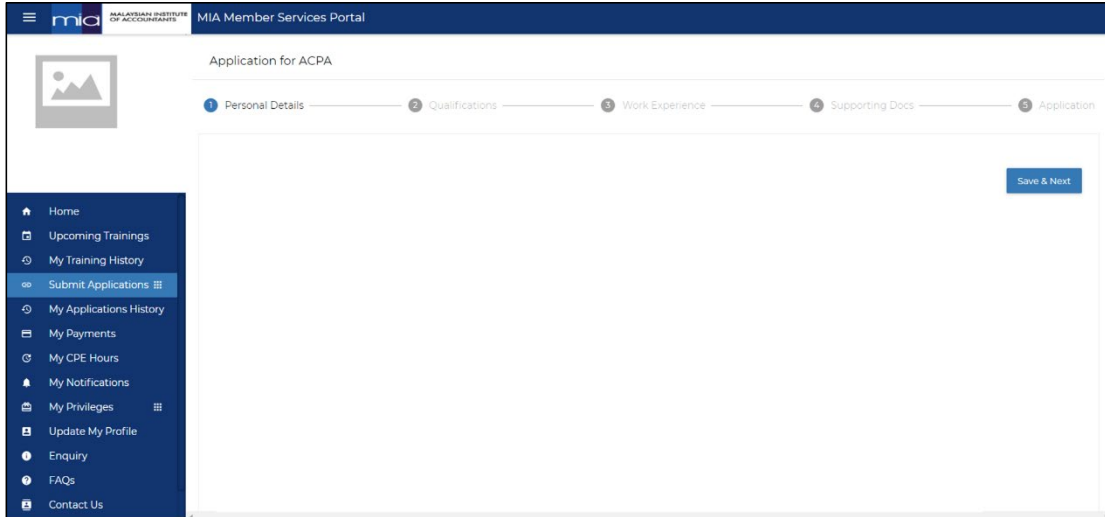 mia MALAYSIAN INSTITUTE
OF ACCOUNTANTS
MIA Member Services Portal
Application for ACPA
1 Personal Details 2 Qualifications 3 Work Experience 4 Supporting Docs 5 Application
Save & Next
Home
Upcoming Trainings
My Training History
Submit Applications
My Applications History
My Payments
My CPE Hours
My Notifications
My Privileges
Update My Profile
Enquiry
FAQs
Contact Us